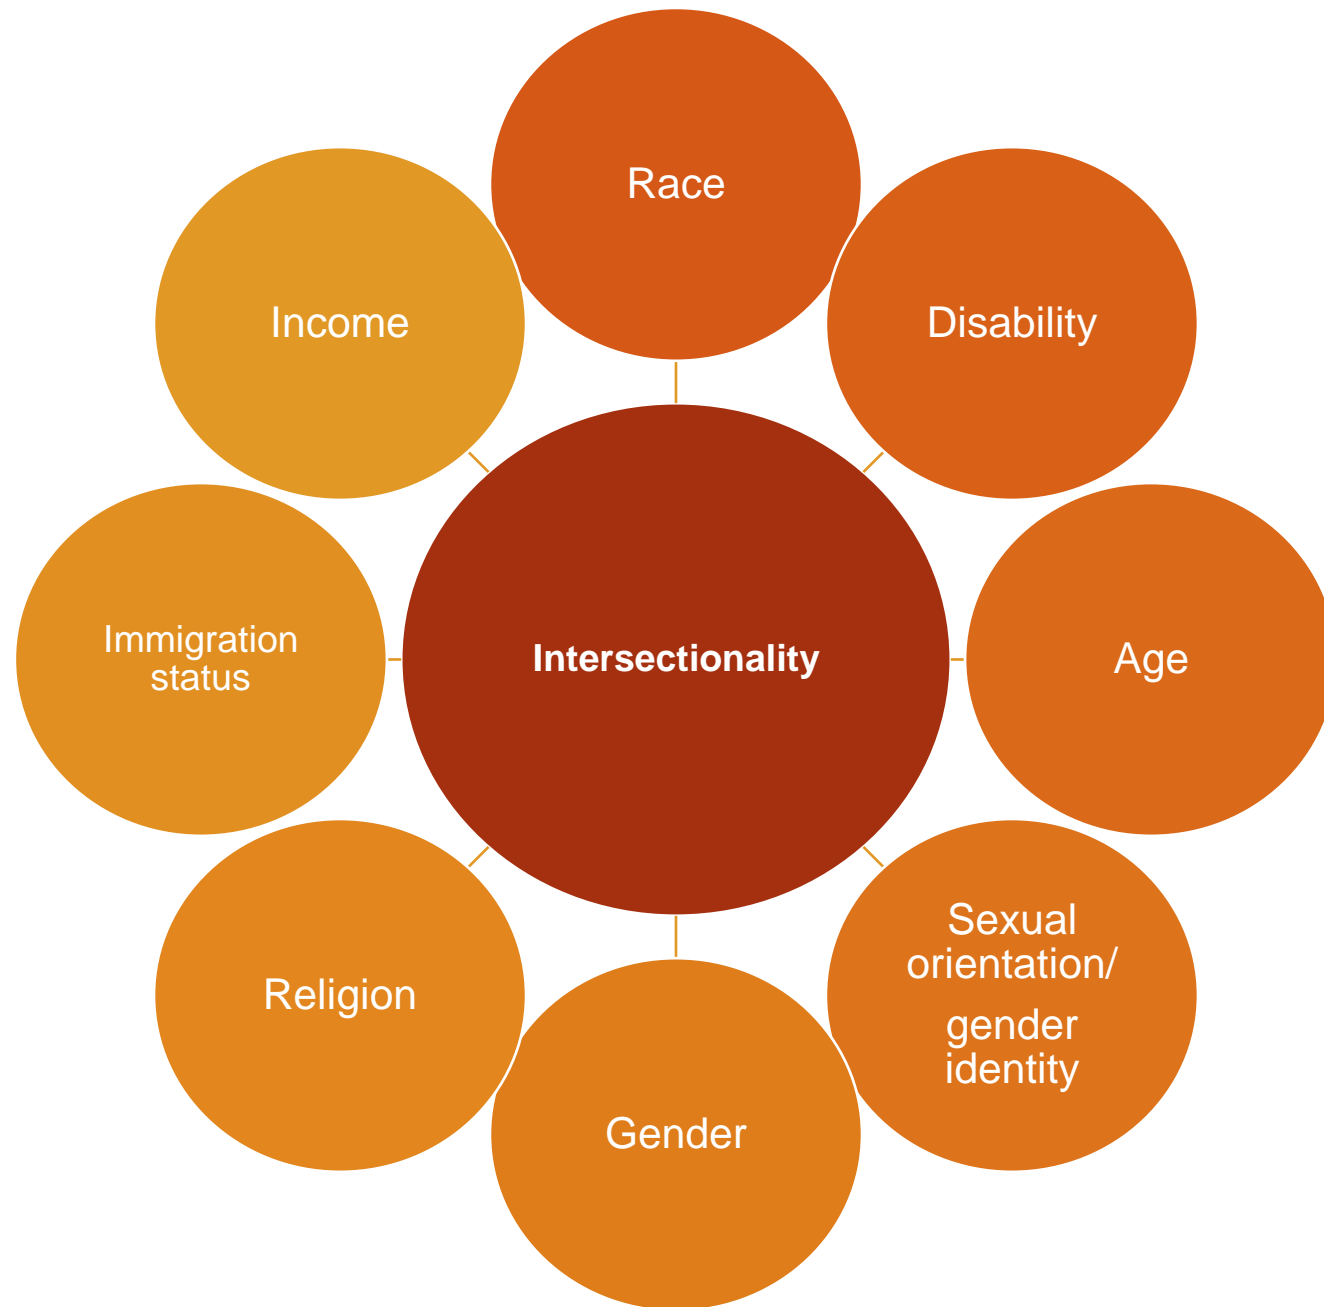 Race
Disability
Age
Sexual
orientation/
gender
identity
Gender
Religion
Immigration
status
Income
Intersectionality